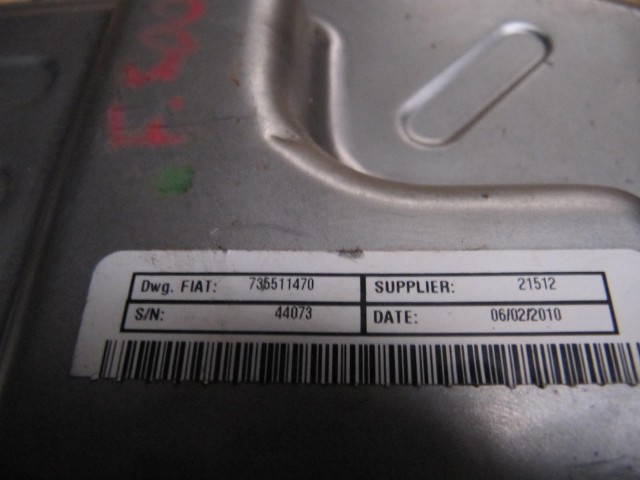 Dwg. FIAT: 735511470 SUPPLIER: 21512
S/N: 44073 DATE: 06/02/2010